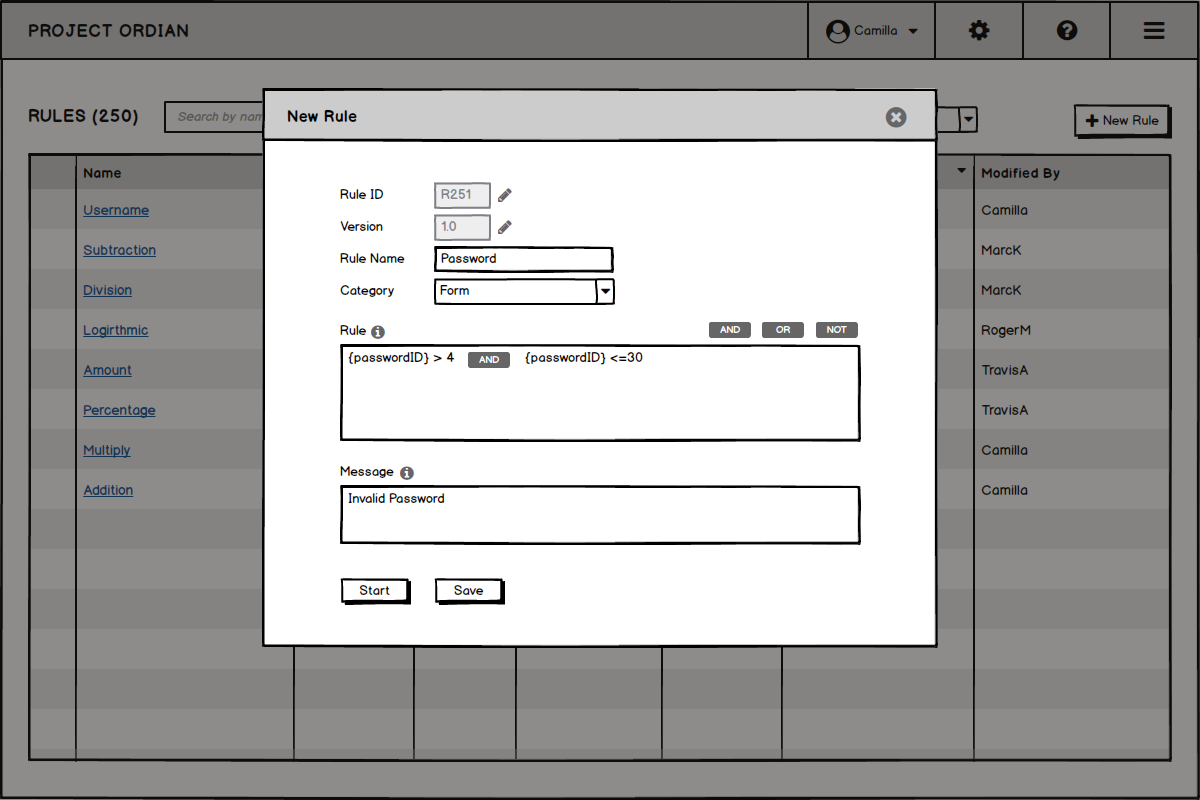 PROJECT ORDIAN
Camilla
RULES (250)
Search by nam
New Rule
New Rule
Name
Modified By
Username
Camilla
Subtraction
MarcK
Division
MarcK
Logirthmic
RogerM
Amount
TravisA
Percentage
TravisA
Multiply
Camilla
Addition
Camilla
Rule ID
R251
Version
1.0
Rule Name
Password
Category
Form
Rule
AND OR NOT
{passwordID} > 4 AND {passwordID} <=30
Message
Invalid Password
Start
Save